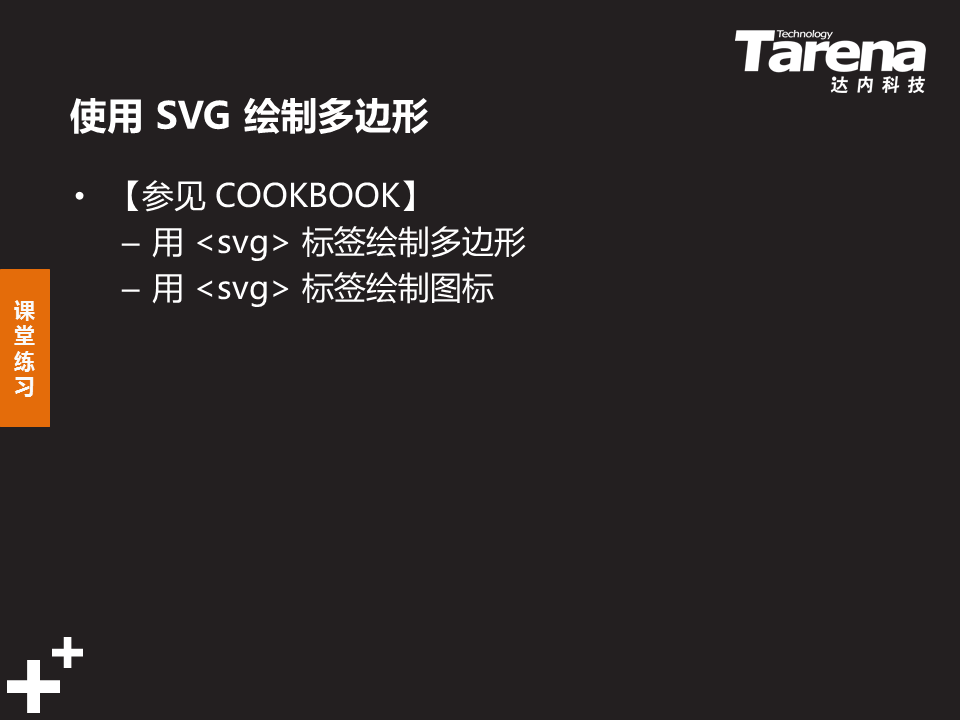 Technology
Tarena
达内科技
使用 SVG 绘制多边形
• 【参见 COOKBOOK】
– 用 <svg> 标签绘制多边形
– 用 <svg> 标签绘制图标
课
堂
练
习